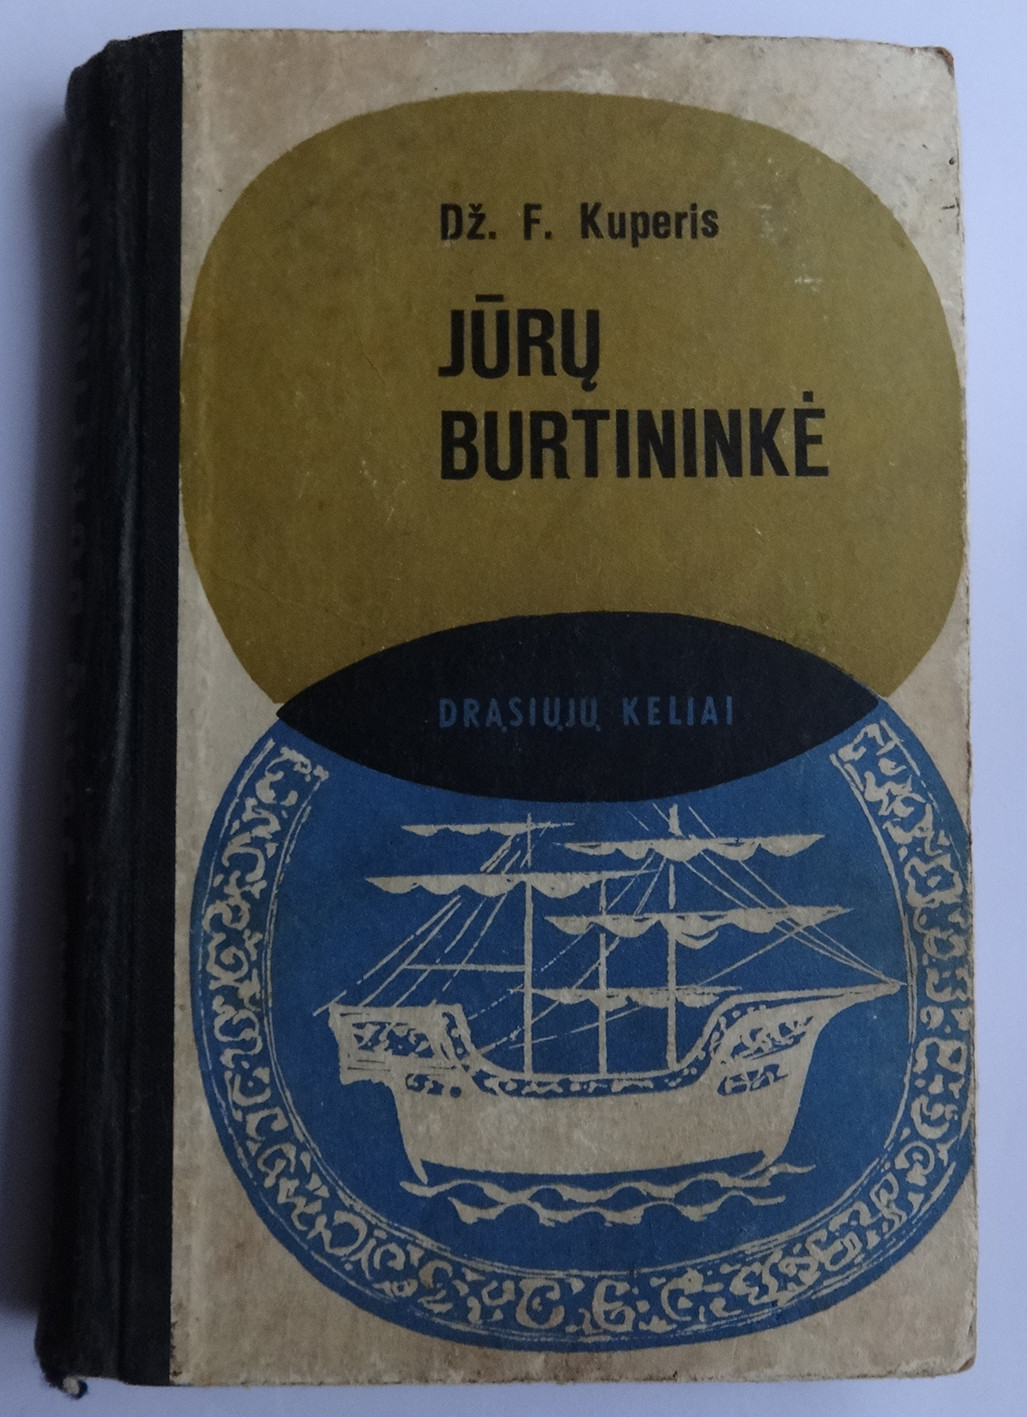 Dž. F. Kuperis
JŪRŲ
BURTININKĖ
DRĄSIŲJŲ KELIAI